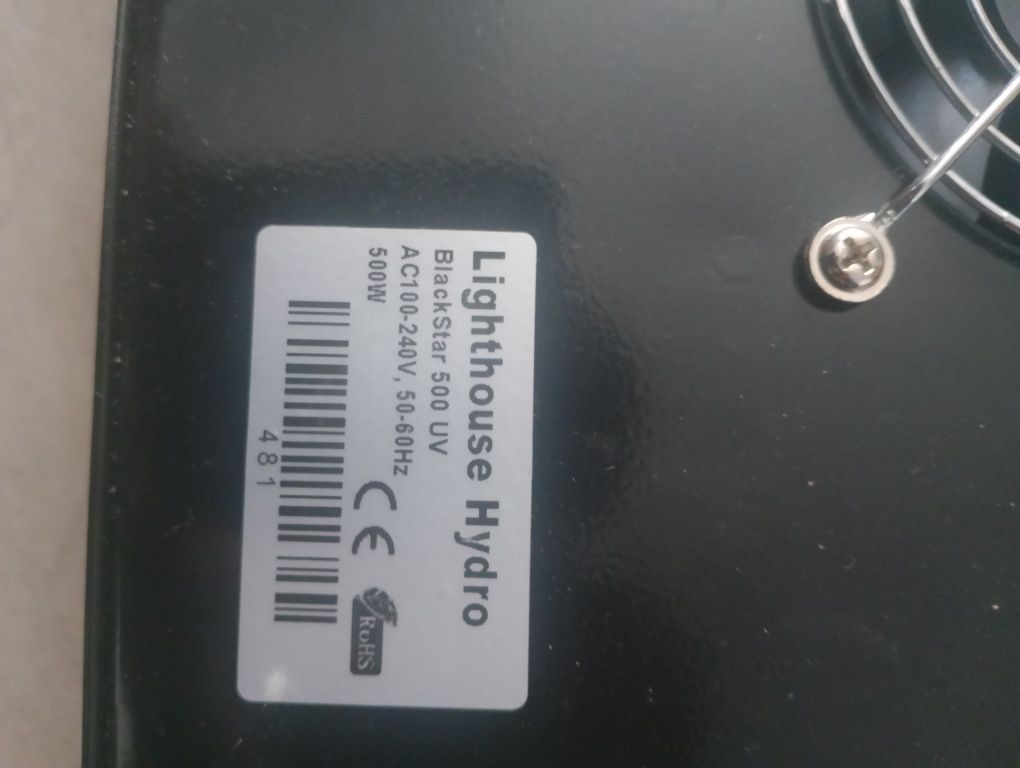 Lighthouse Hydro
BlackStar 500 UV
AC100-240V, 50-60Hz
500W
CE
RoHS
481